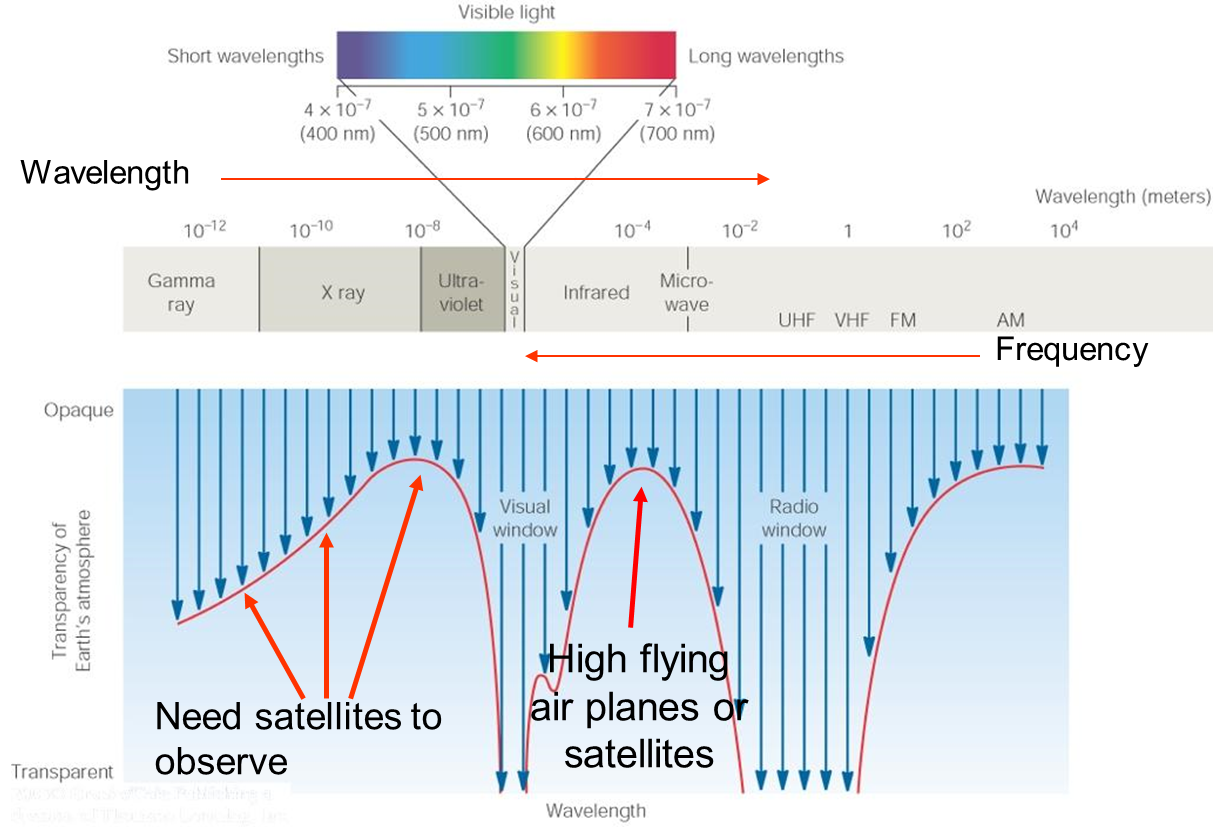 Visible light
Short wavelengths
Long wavelengths
4 × 10⁻⁷
(400 nm)
5 × 10⁻⁷
(500 nm)
6 × 10⁻⁷
(600 nm)
7 × 10⁻⁷
(700 nm)
Wavelength
Wavelength (meters)
10⁻¹²
10⁻¹⁰
10⁻⁸
10⁻⁴
10⁻²
1
10²
10⁴
Gamma
ray
X ray
Ultra-
violet
Visual
Infrared
Micro-
wave
UHF
VHF
FM
AM
Frequency
Opaque
Transparency of
Earth's atmosphere
Transparent
Visual
window
Radio
window
Need satellites to
observe
High flying
air planes or
satellites
Wavelength